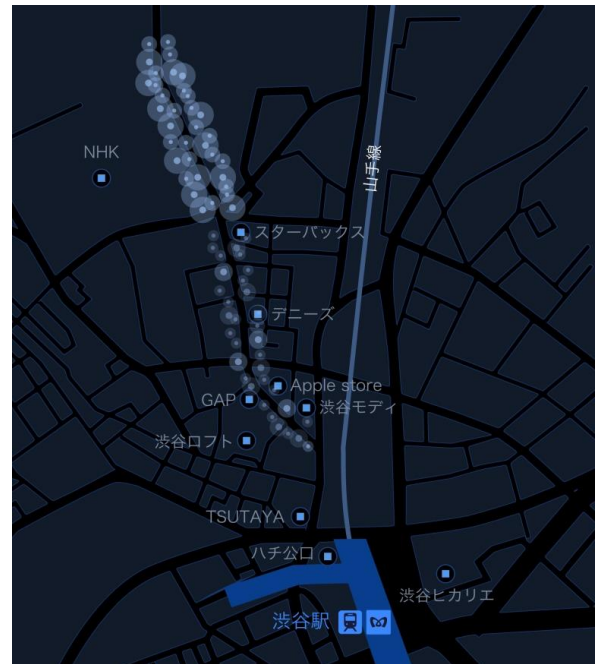 NHK
山手線
スターバックス
デニーズ
Apple store
GAP
渋谷モディ
渋谷ロフト
TSUTAYA
ハチ公口
渋谷ヒカリエ
渋谷駅